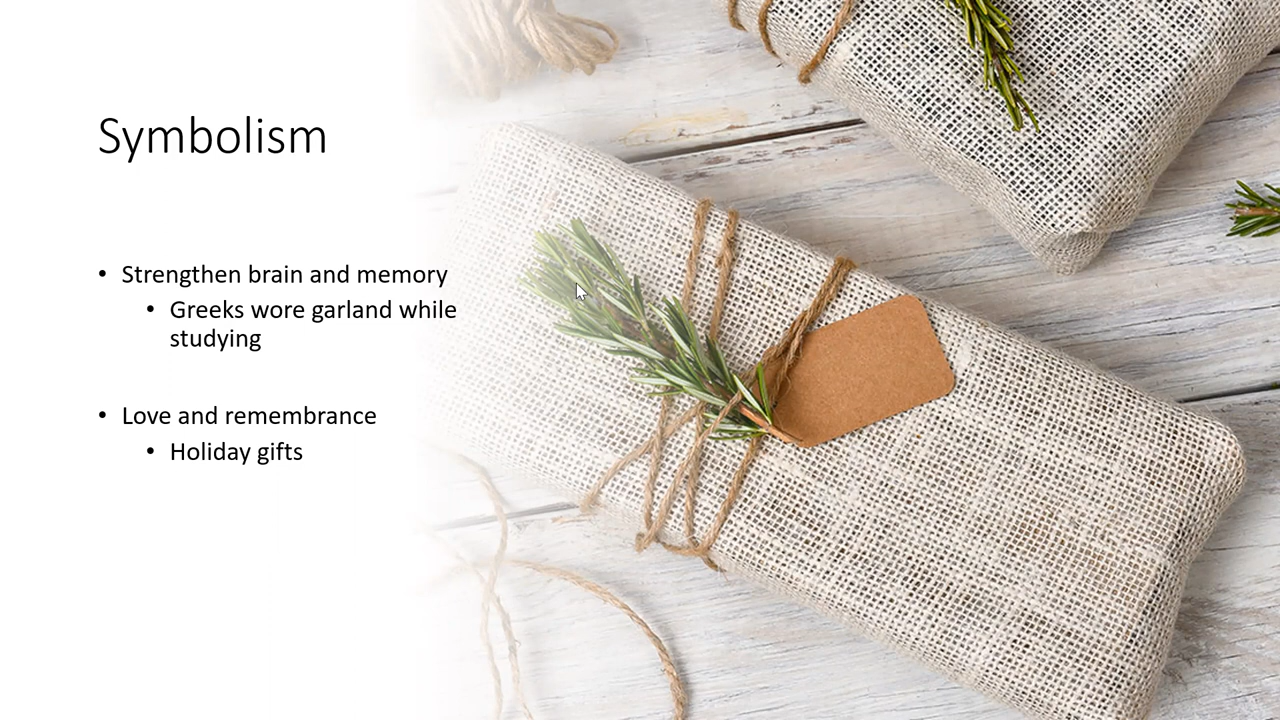 Symbolism
• Strengthen brain and memory
• Greeks wore garland while
studying
• Love and remembrance
• Holiday gifts